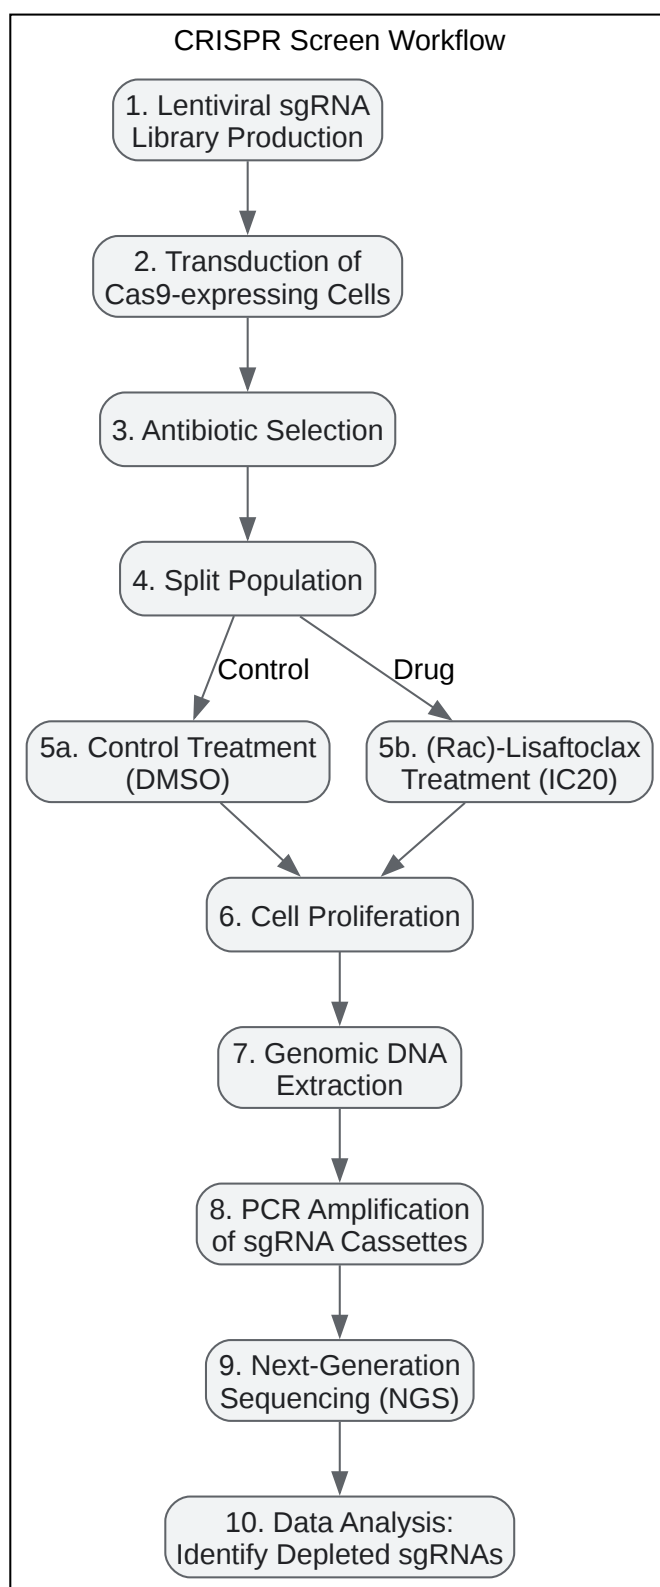 CRISPR Screen Workflow
1. Lentiviral sgRNA
Library Production
2. Transduction of
Cas9-expressing Cells
3. Antibiotic Selection
4. Split Population
Control
Drug
5a. Control Treatment
(DMSO)
5b. (Rac)-Lisaftoclax
Treatment (IC20)
6. Cell Proliferation
7. Genomic DNA
Extraction
8. PCR Amplification
of sgRNA Cassettes
9. Next-Generation
Sequencing (NGS)
10. Data Analysis:
Identify Depleted sgRNAs